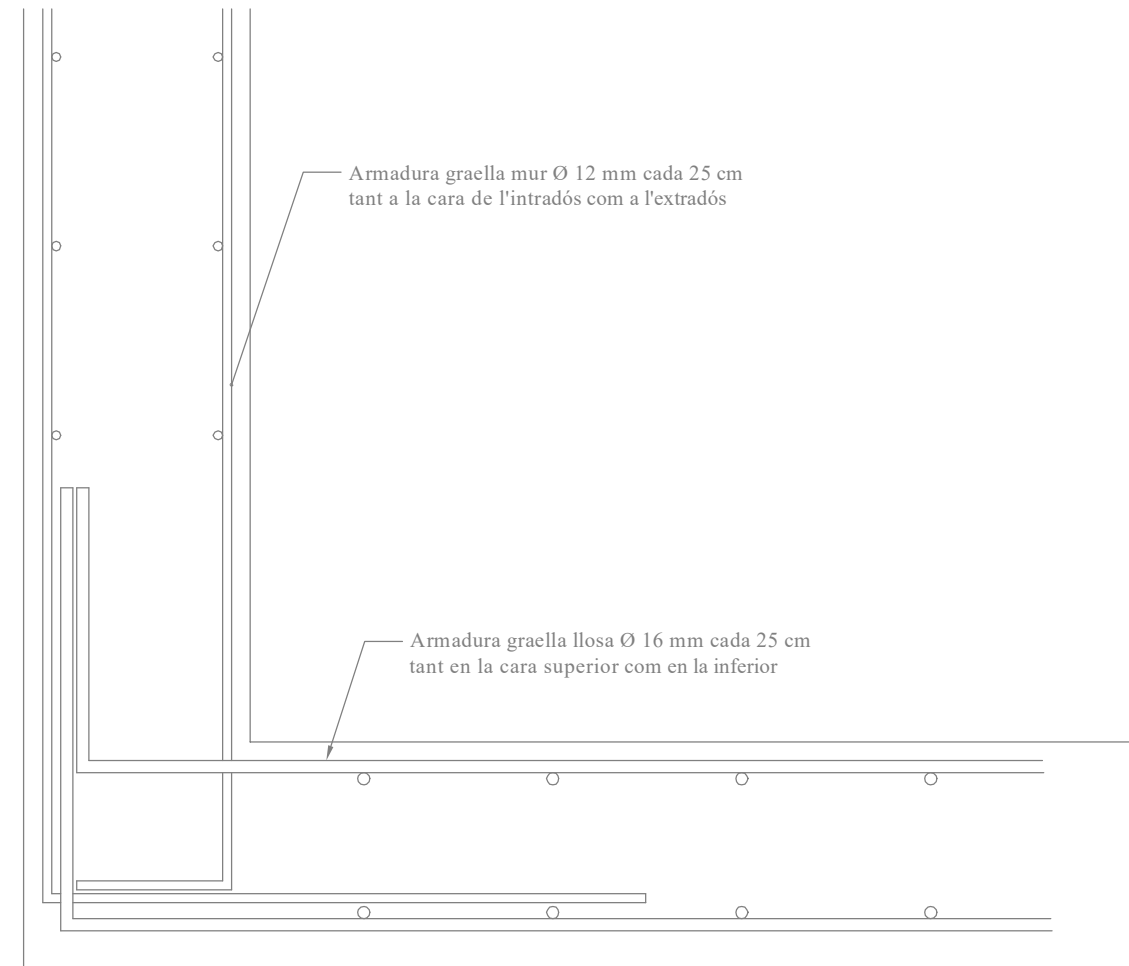 Armadura graella mur Ø 12 mm cada 25 cm
tant a la cara de l'intradós com a l'extradós
Armadura graella llosa Ø 16 mm cada 25 cm
tant en la cara superior com en la inferior